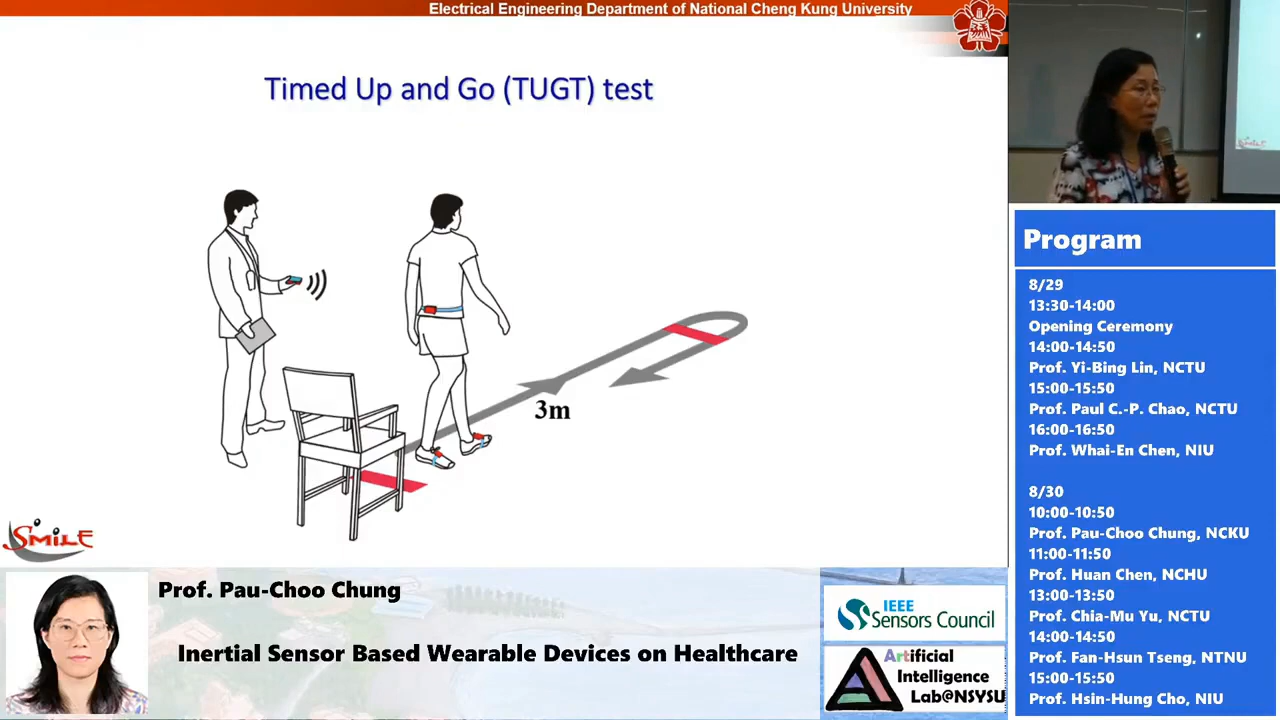 Electrical Engineering Department of National Cheng Kung University
Timed Up and Go (TUGT) test
3m
SMILE
Prof. Pau-Choo Chung
Inertial Sensor Based Wearable Devices on Healthcare
IEEE
Sensors Council
Artificial
Intelligence
Lab@NSYSU
Program
8/29
13:30-14:00
Opening Ceremony
14:00-14:50
Prof. Yi-Bing Lin, NCTU
15:00-15:50
Prof. Paul C.-P. Chao, NCTU
16:00-16:50
Prof. Whai-En Chen, NIU
8/30
10:00-10:50
Prof. Pau-Choo Chung, NCKU
11:00-11:50
Prof. Huan Chen, NCHU
13:00-13:50
Prof. Chia-Mu Yu, NCTU
14:00-14:50
Prof. Fan-Hsun Tseng, NTNU
15:00-15:50
Prof. Hsin-Hung Cho, NIU